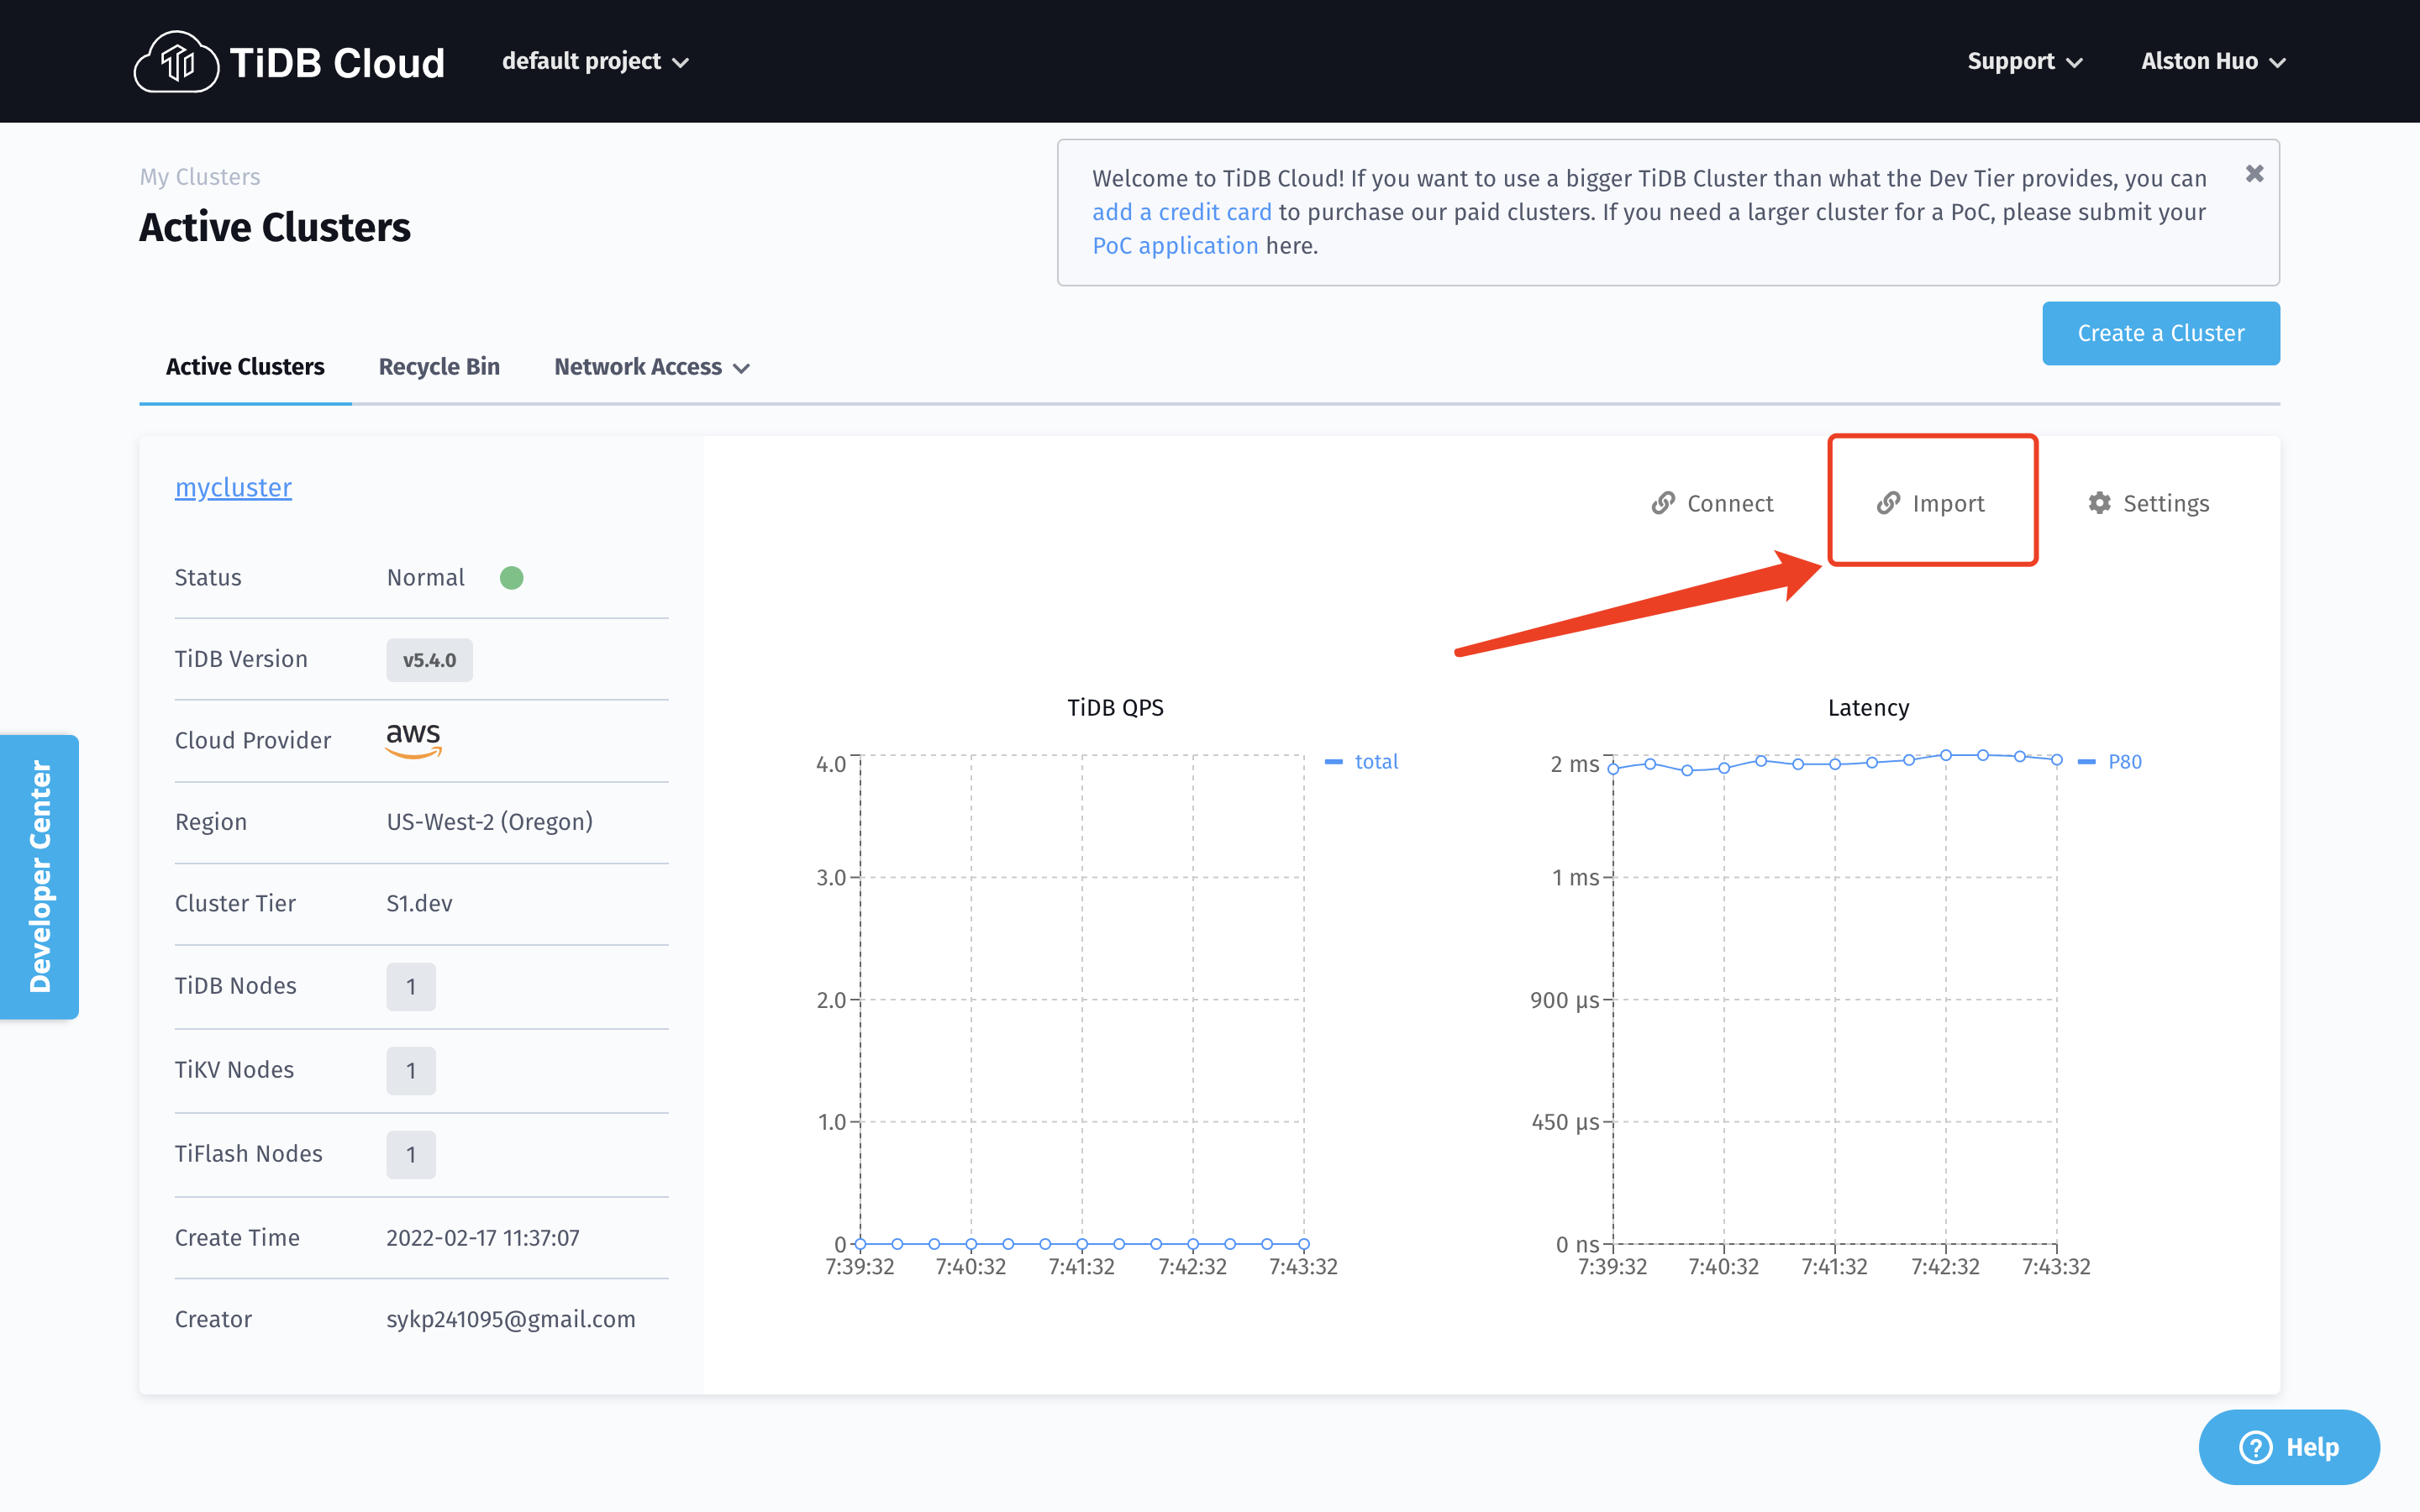 TiDB Cloud
default project
Support
Alston Huo
My Clusters
Active Clusters
Welcome to TiDB Cloud! If you want to use a bigger TiDB Cluster than what the Dev Tier provides, you can
add a credit card to purchase our paid clusters. If you need a larger cluster for a PoC, please submit your
PoC application here.
Create a Cluster
Active Clusters
Recycle Bin
Network Access
mycluster
Connect
Import
Settings
Status Normal
TiDB Version v5.4.0
Cloud Provider aws
Region US-West-2 (Oregon)
Cluster Tier S1.dev
TiDB Nodes 1
TiKV Nodes 1
TiFlash Nodes 1
Create Time 2022-02-17 11:37:07
Creator sykp241095@gmail.com
TiDB QPS
total
4.0
3.0
2.0
1.0
0
7:39:32 7:40:32 7:41:32 7:42:32 7:43:32
Latency
P80
2 ms
1 ms
900 µs
450 µs
0 ns
7:39:32 7:40:32 7:41:32 7:42:32 7:43:32
Developer Center
Help